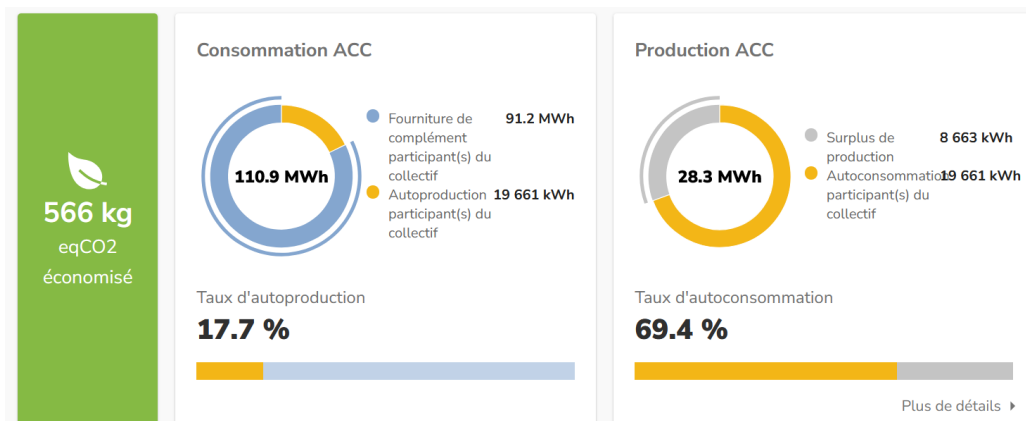 566 kg
eqCO2
économisé
Consommation ACC
110.9 MWh
Fourniture de 91.2 MWh
complément
participant(s) du
collectif
Autoproduction 19 661 kWh
participant(s) du
collectif
Taux d'autoproduction
17.7 %
Production ACC
28.3 MWh
Surplus de 8 663 kWh
production
Autoconsommation 19 661 kWh
participant(s) du
collectif
Taux d'autoconsommation
69.4 %
Plus de détails